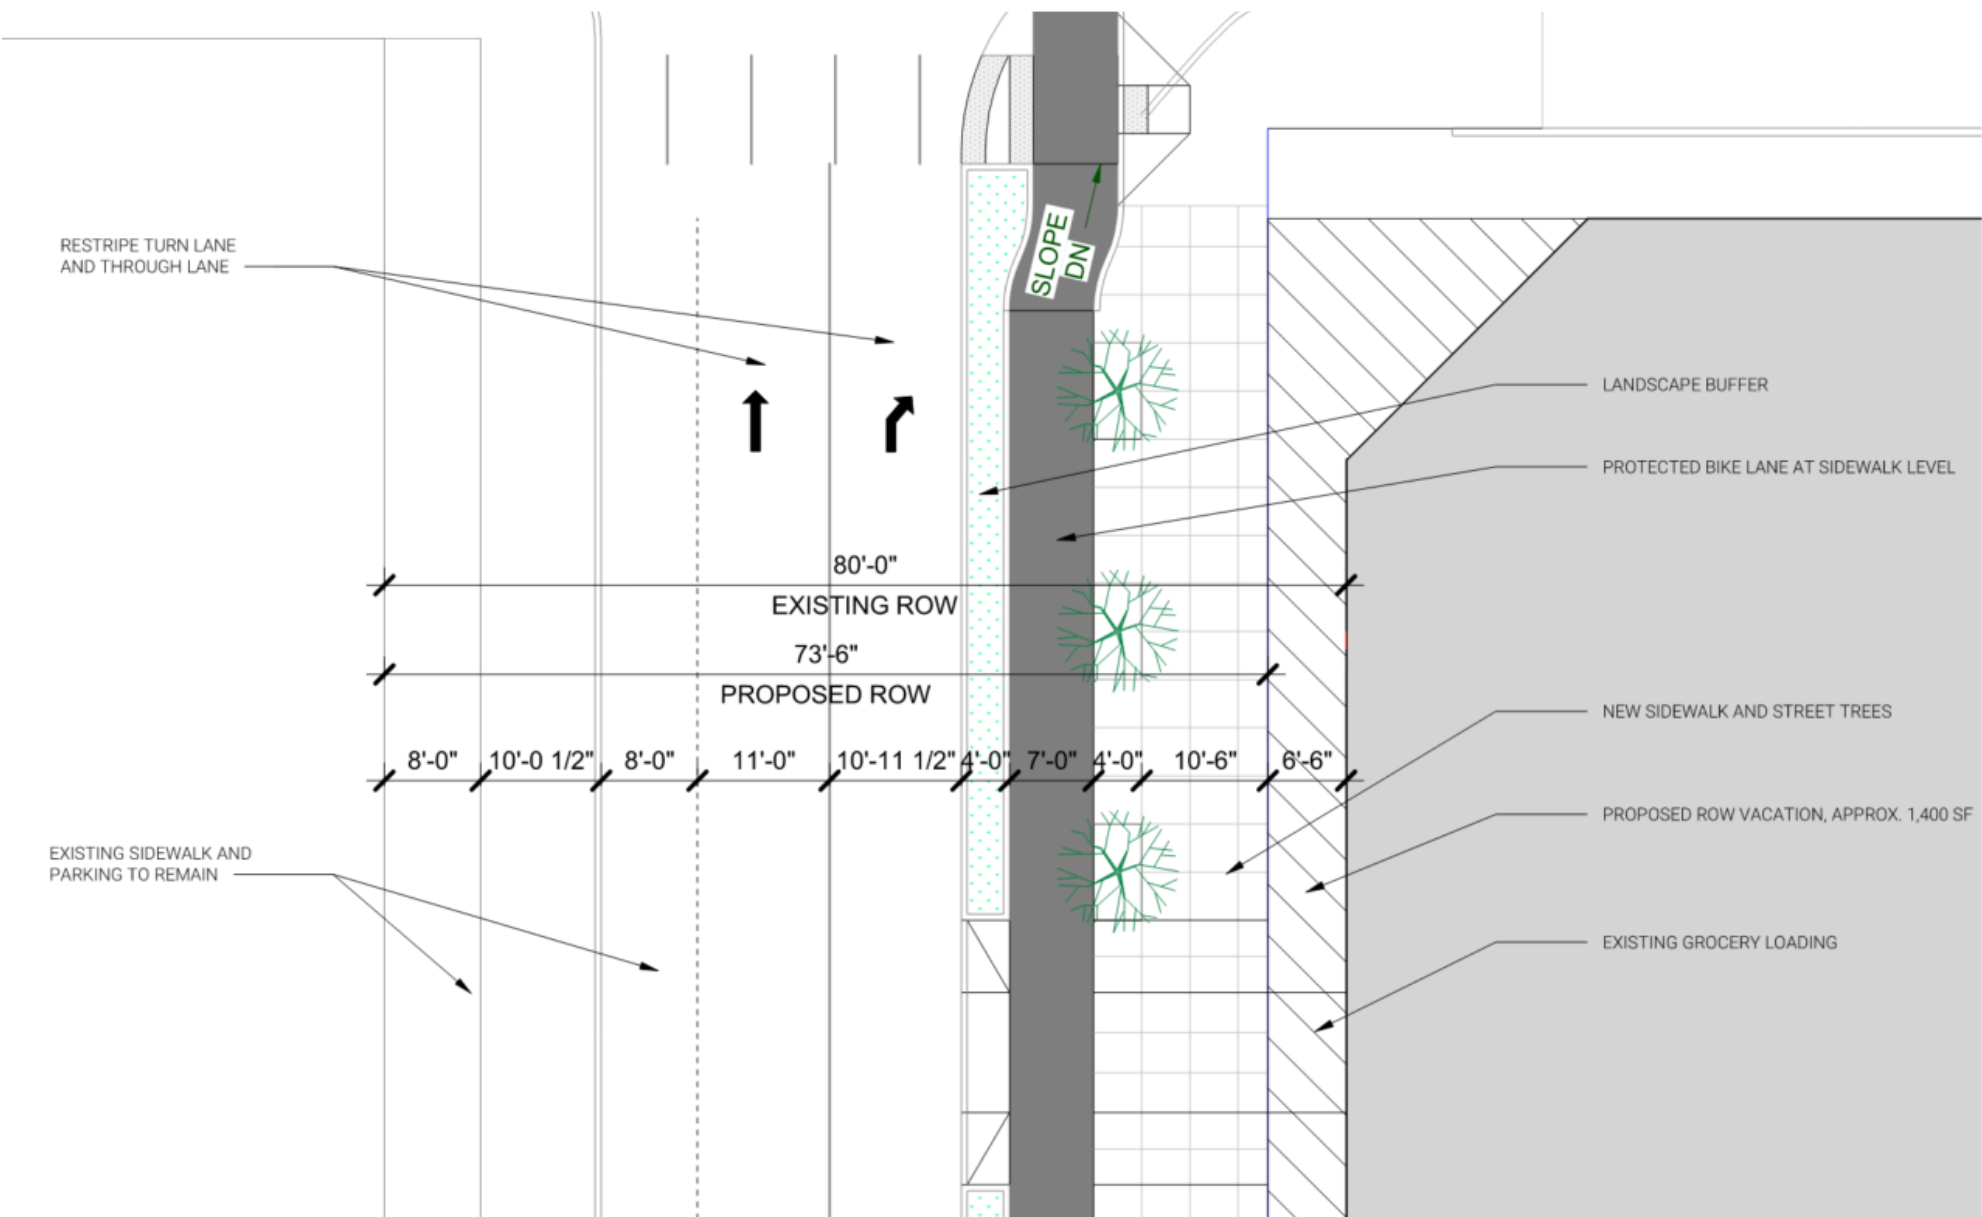 RESTRIPE TURN LANE
AND THROUGH LANE
SLOPE
DN
LANDSCAPE BUFFER
PROTECTED BIKE LANE AT SIDEWALK LEVEL
80'-0"
EXISTING ROW
73'-6"
PROPOSED ROW
NEW SIDEWALK AND STREET TREES
8'-0" 10'-0 1/2" 8'-0" 11'-0" 10'-11 1/2" 4'-0" 7'-0" 4'-0" 10'-6" 6'-6"
PROPOSED ROW VACATION, APPROX. 1,400 SF
EXISTING SIDEWALK AND
PARKING TO REMAIN
EXISTING GROCERY LOADING